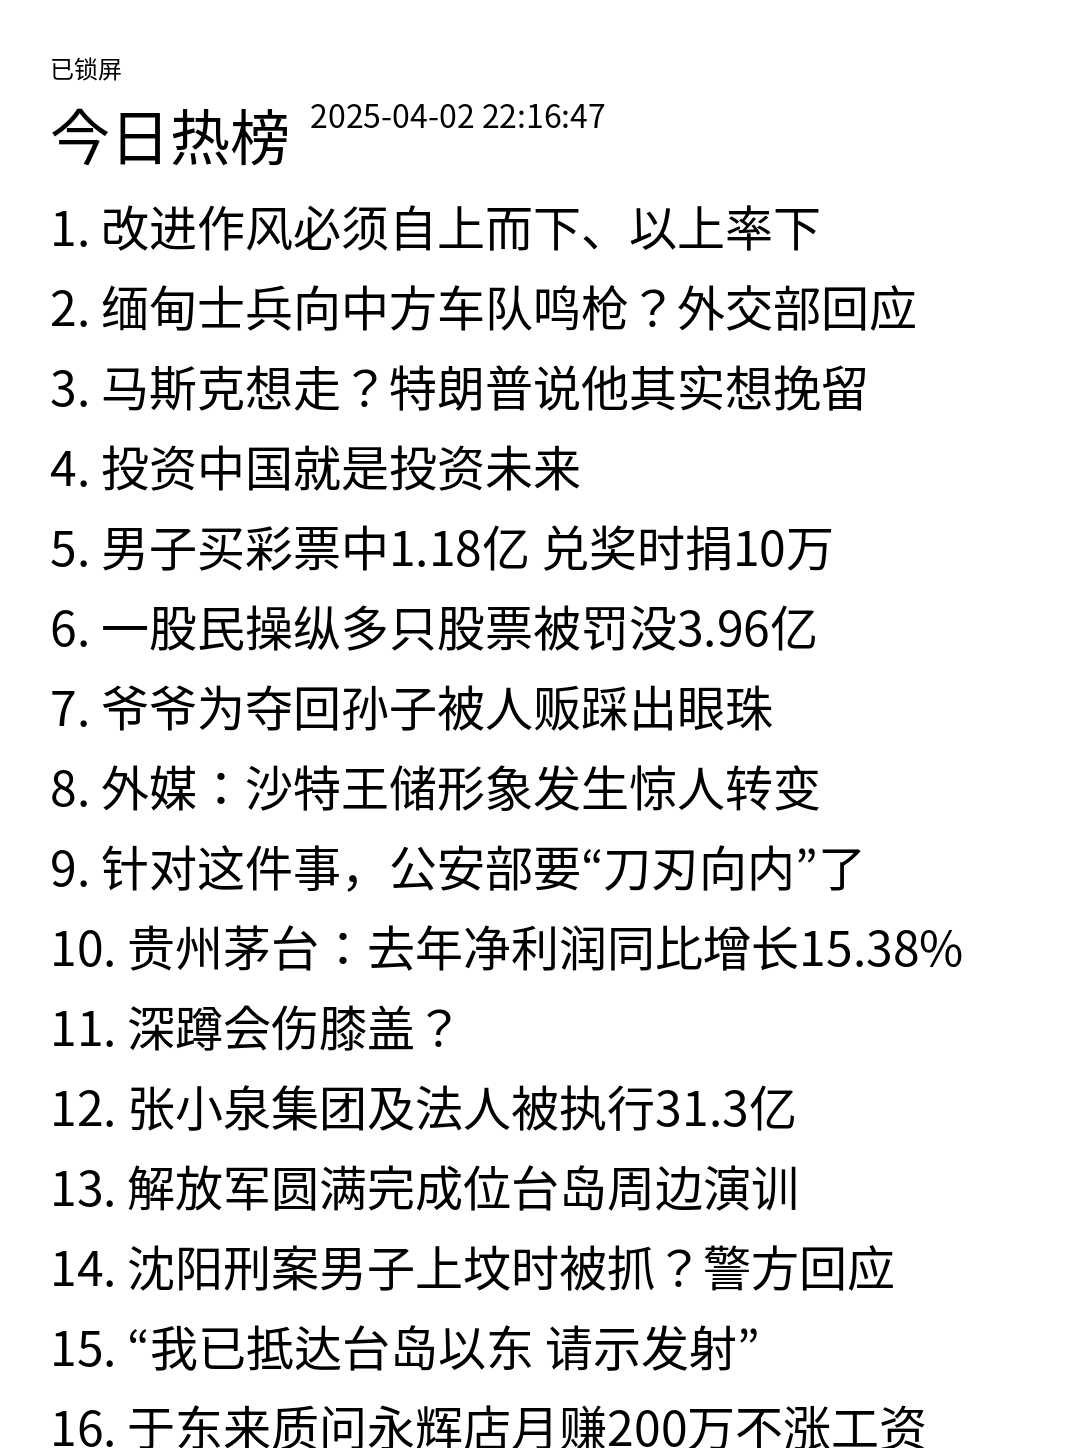 已锁屏
今日热榜 2025-04-02 22:16:47
1. 改进作风必须自上而下、以上率下
2. 缅甸士兵向中方车队鸣枪？外交部回应
3. 马斯克想走？特朗普说他其实想挽留
4. 投资中国就是投资未来
5. 男子买彩票中1.18亿 兑奖时捐10万
6. 一股民操纵多只股票被罚没3.96亿
7. 爷爷为夺回孙子被人贩踩出眼珠
8. 外媒：沙特王储形象发生惊人转变
9. 针对这件事，公安部要“刀刃向内”了
10. 贵州茅台：去年净利润同比增长15.38%
11. 深蹲会伤膝盖？
12. 张小泉集团及法人被执行31.3亿
13. 解放军圆满完成位台岛周边演训
14. 沈阳刑案男子上坟时被抓？警方回应
15. “我已抵达台岛以东 请示发射”
16. 于东来质问永辉店月赚200万不涨工资